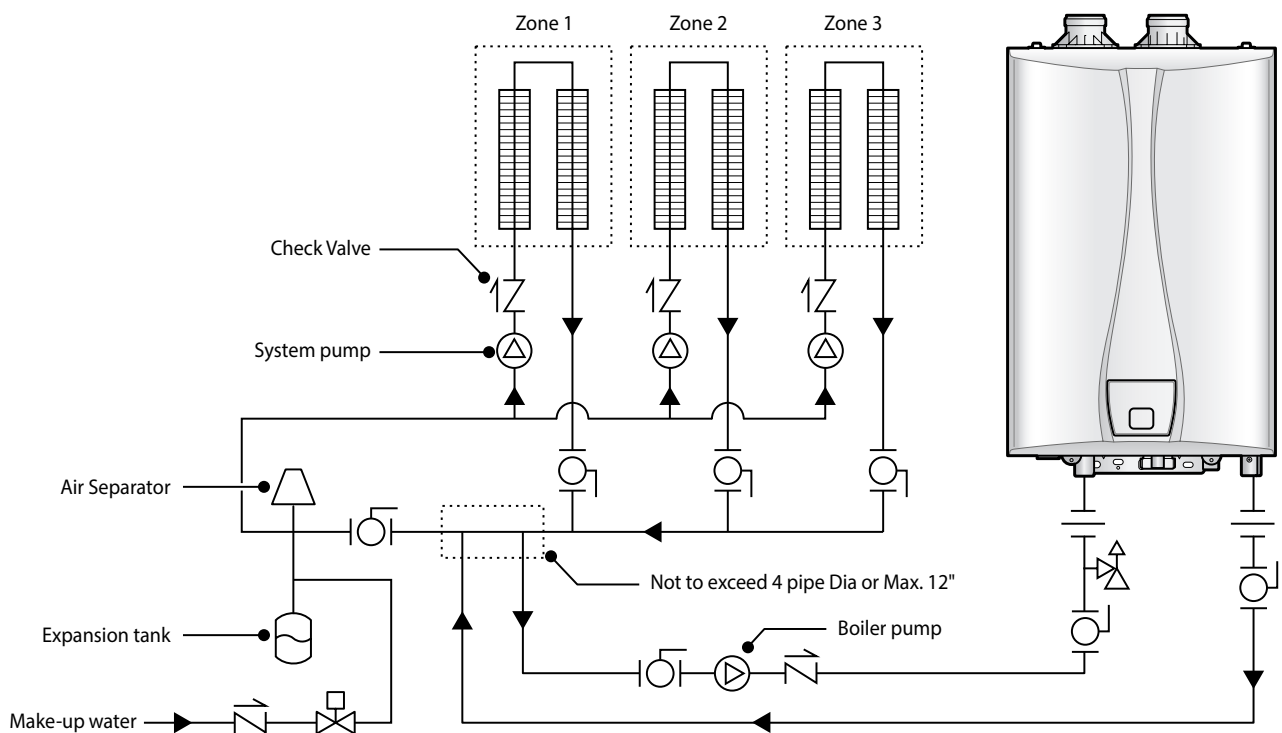 Zone 1
Zone 2
Zone 3
Check Valve
System pump
Air Separator
Not to exceed 4 pipe Dia or Max. 12"
Boiler pump
Expansion tank
Make-up water